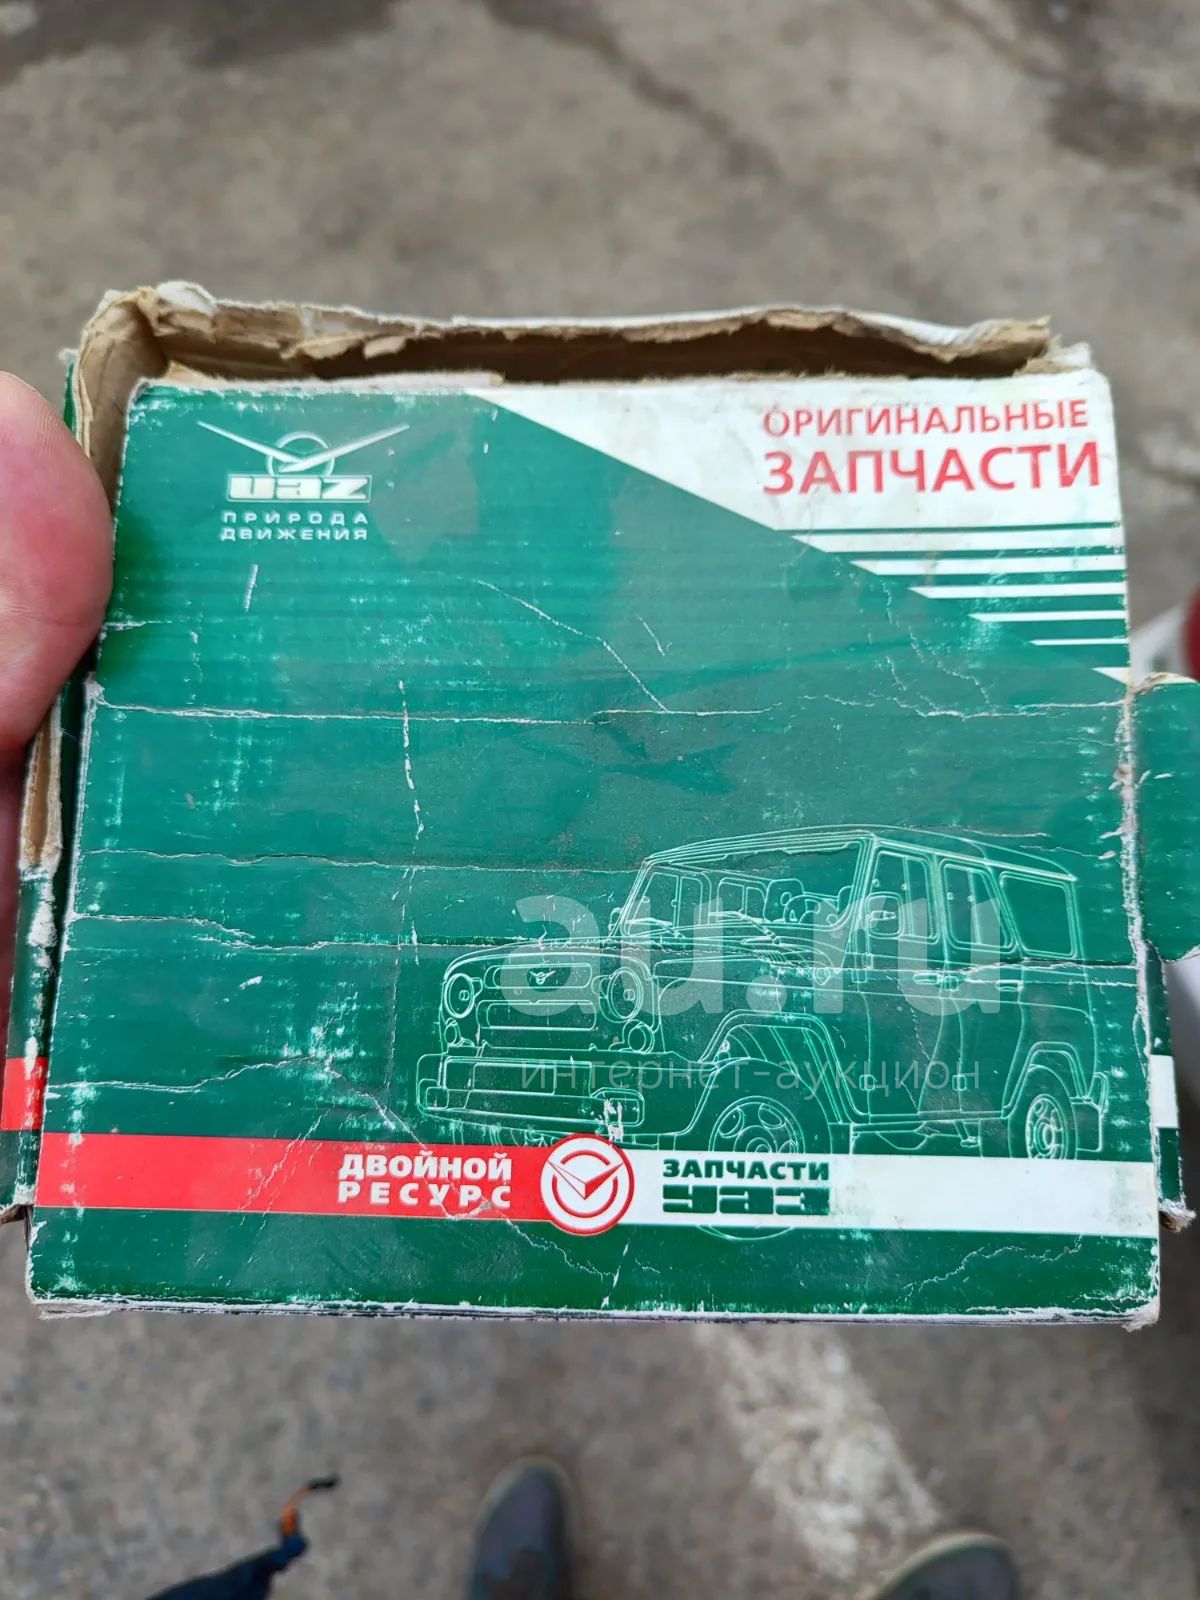 uaz
ПРИРОДА
ДВИЖЕНИЯ
ОРИГИНАЛЬНЫЕ
ЗАПЧАСТИ
au.ru
интернет-аукцион
ДВОЙНОЙ
РЕСУРС
ЗАПЧАСТИ
УАЗ